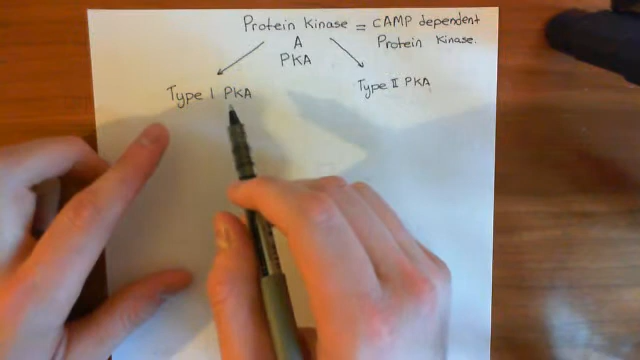 Protein kinase = cAMP dependent
A Protein Kinase.
PKA
Type I PKA Type II PKA